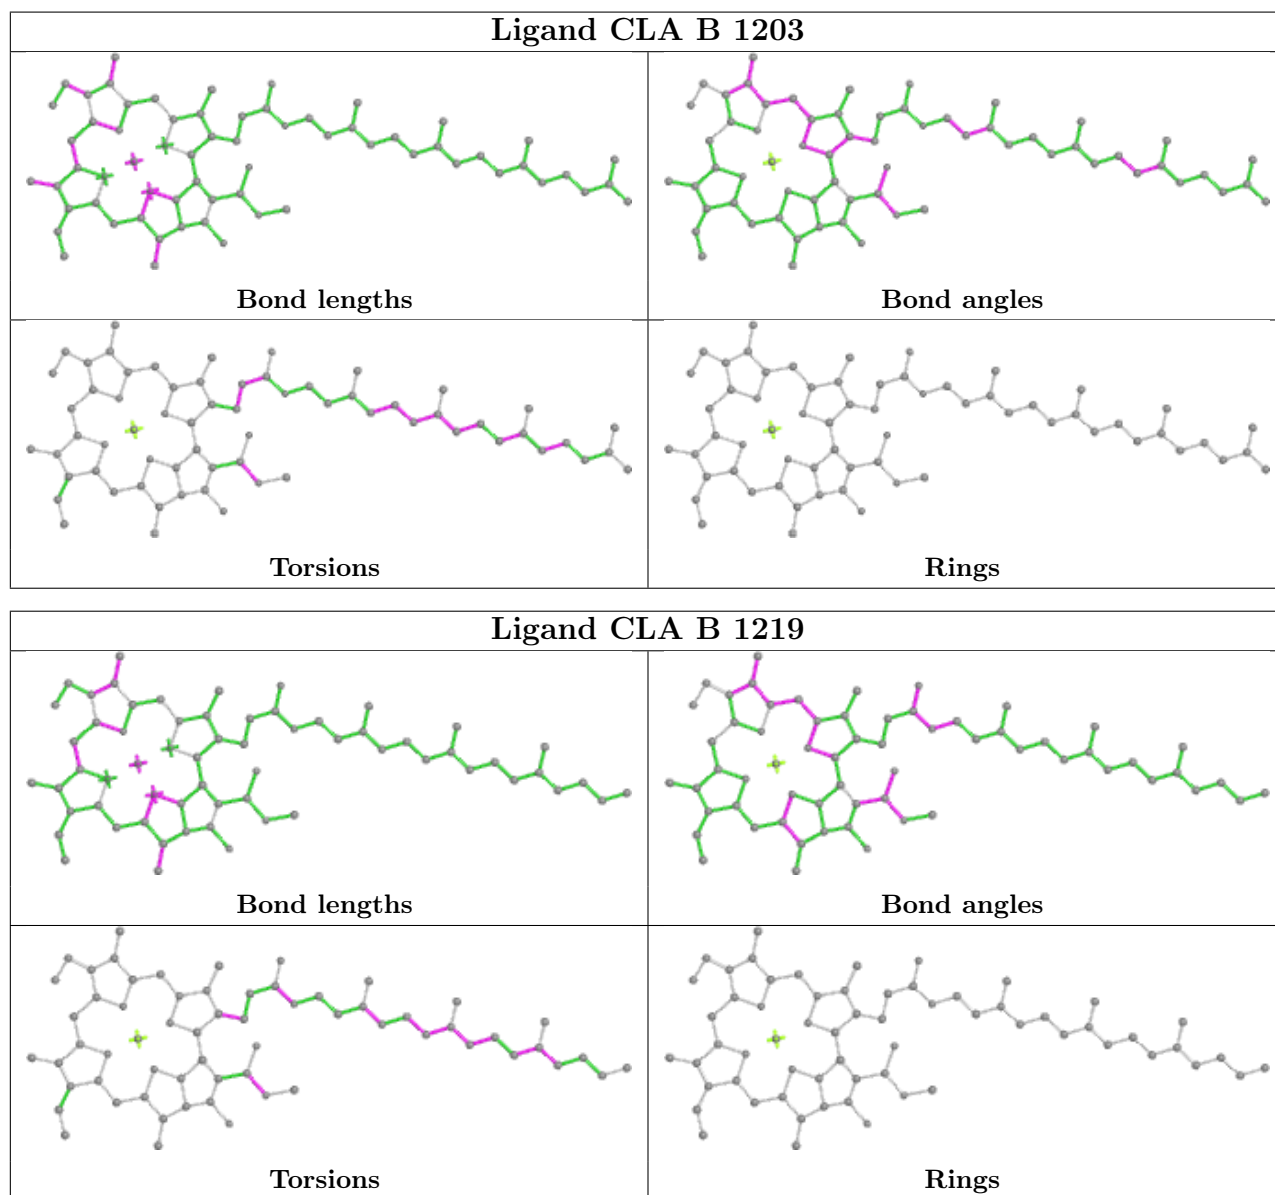 Ligand CLA B 1203
Bond lengths
Bond angles
Torsions
Rings
Ligand CLA B 1219
Bond lengths
Bond angles
Torsions
Rings